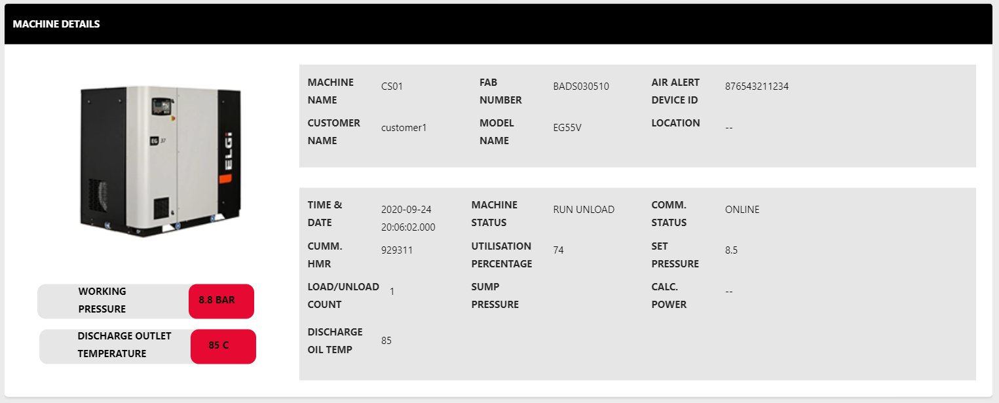 MACHINE DETAILS
EG 37
ELGi
WORKING
PRESSURE
8.8 BAR
DISCHARGE OUTLET
TEMPERATURE
85 C
MACHINE
NAME
CS01
FAB
NUMBER
BADS030510
AIR ALERT
DEVICE ID
876543211234
CUSTOMER
NAME
customer1
MODEL
NAME
EG55V
LOCATION
--
TIME &
DATE
2020-09-24
20:06:02.000
MACHINE
STATUS
RUN UNLOAD
COMM.
STATUS
ONLINE
CUMM.
HMR
929311
UTILISATION
PERCENTAGE
74
SET
PRESSURE
8.5
LOAD/UNLOAD
COUNT
1
SUMP
PRESSURE
CALC.
POWER
--
DISCHARGE
OIL TEMP
85